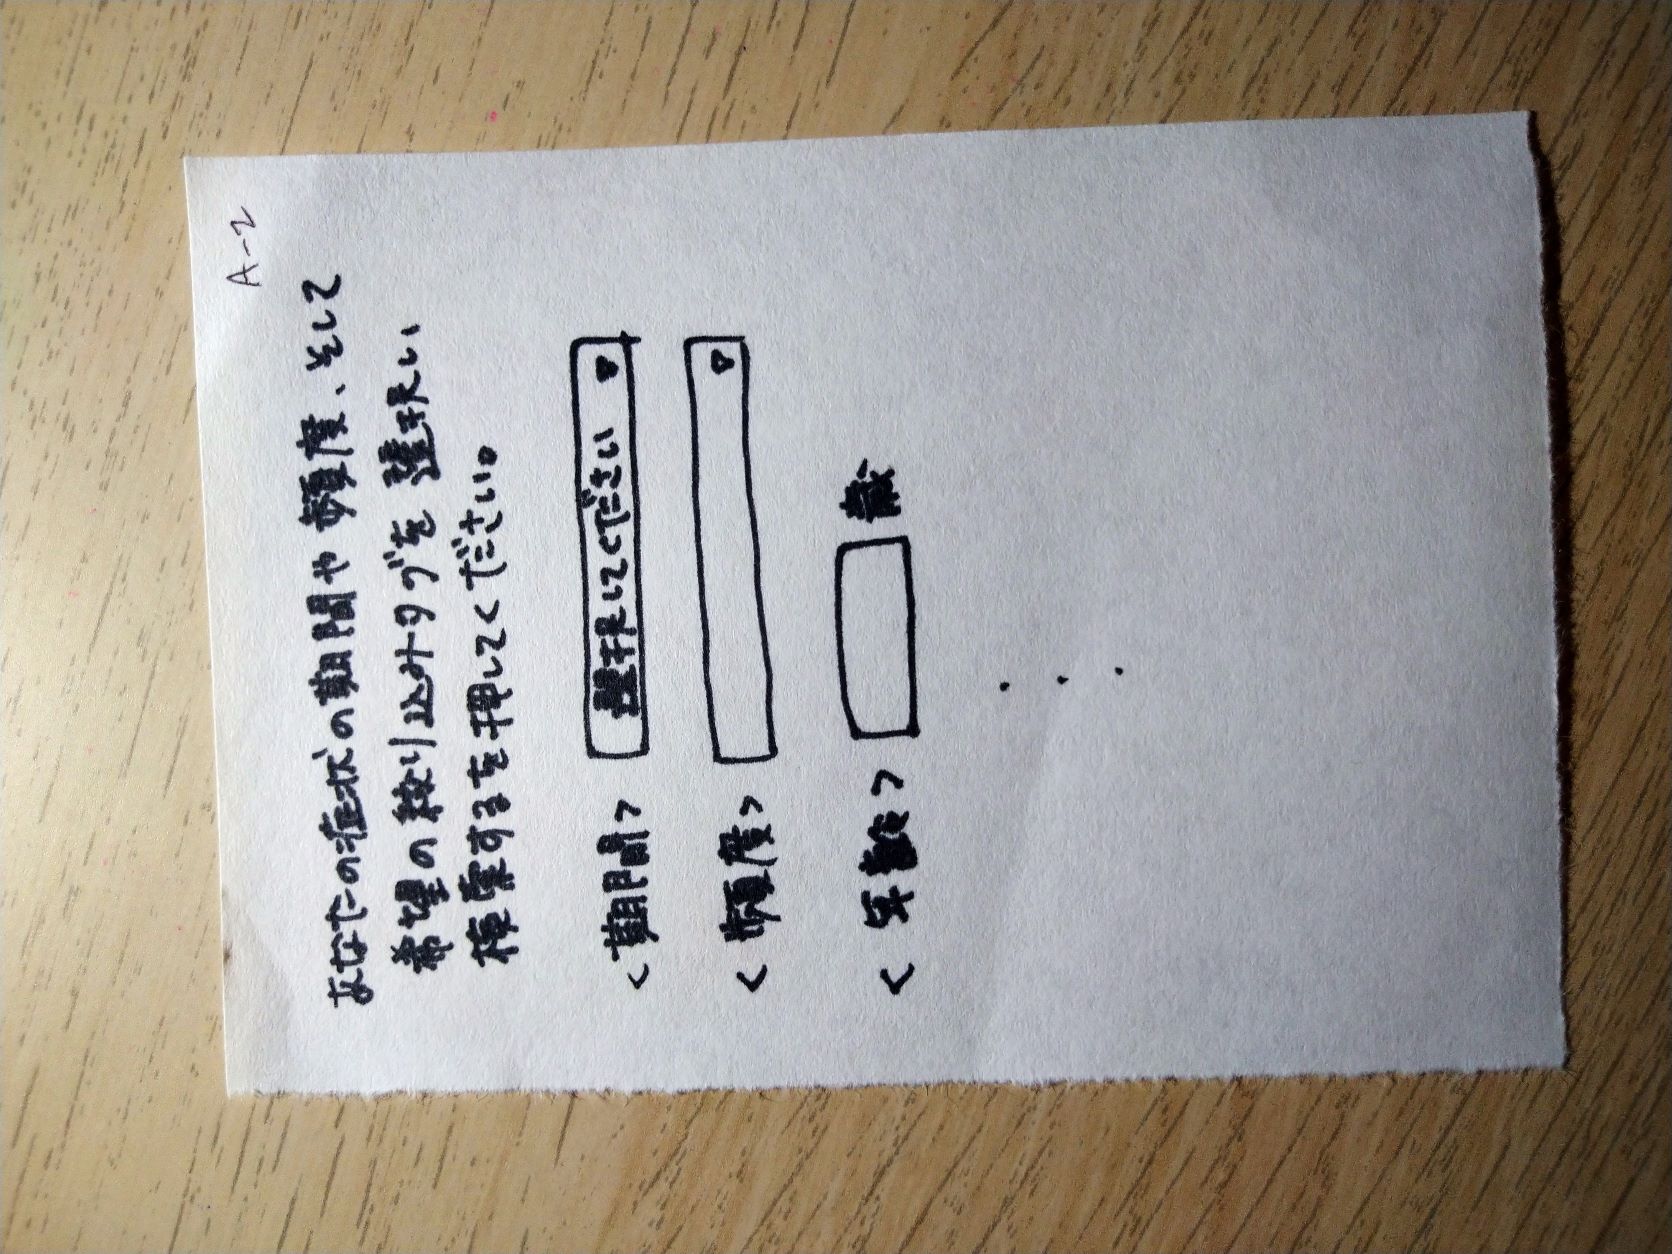 A-2
あなたの症状の期間や頻度、そして
希望の絞り込みタブを選択し、
検索するを押してください。
<期間> 選択してください ▼
<頻度> ▼
<年齢> 歳